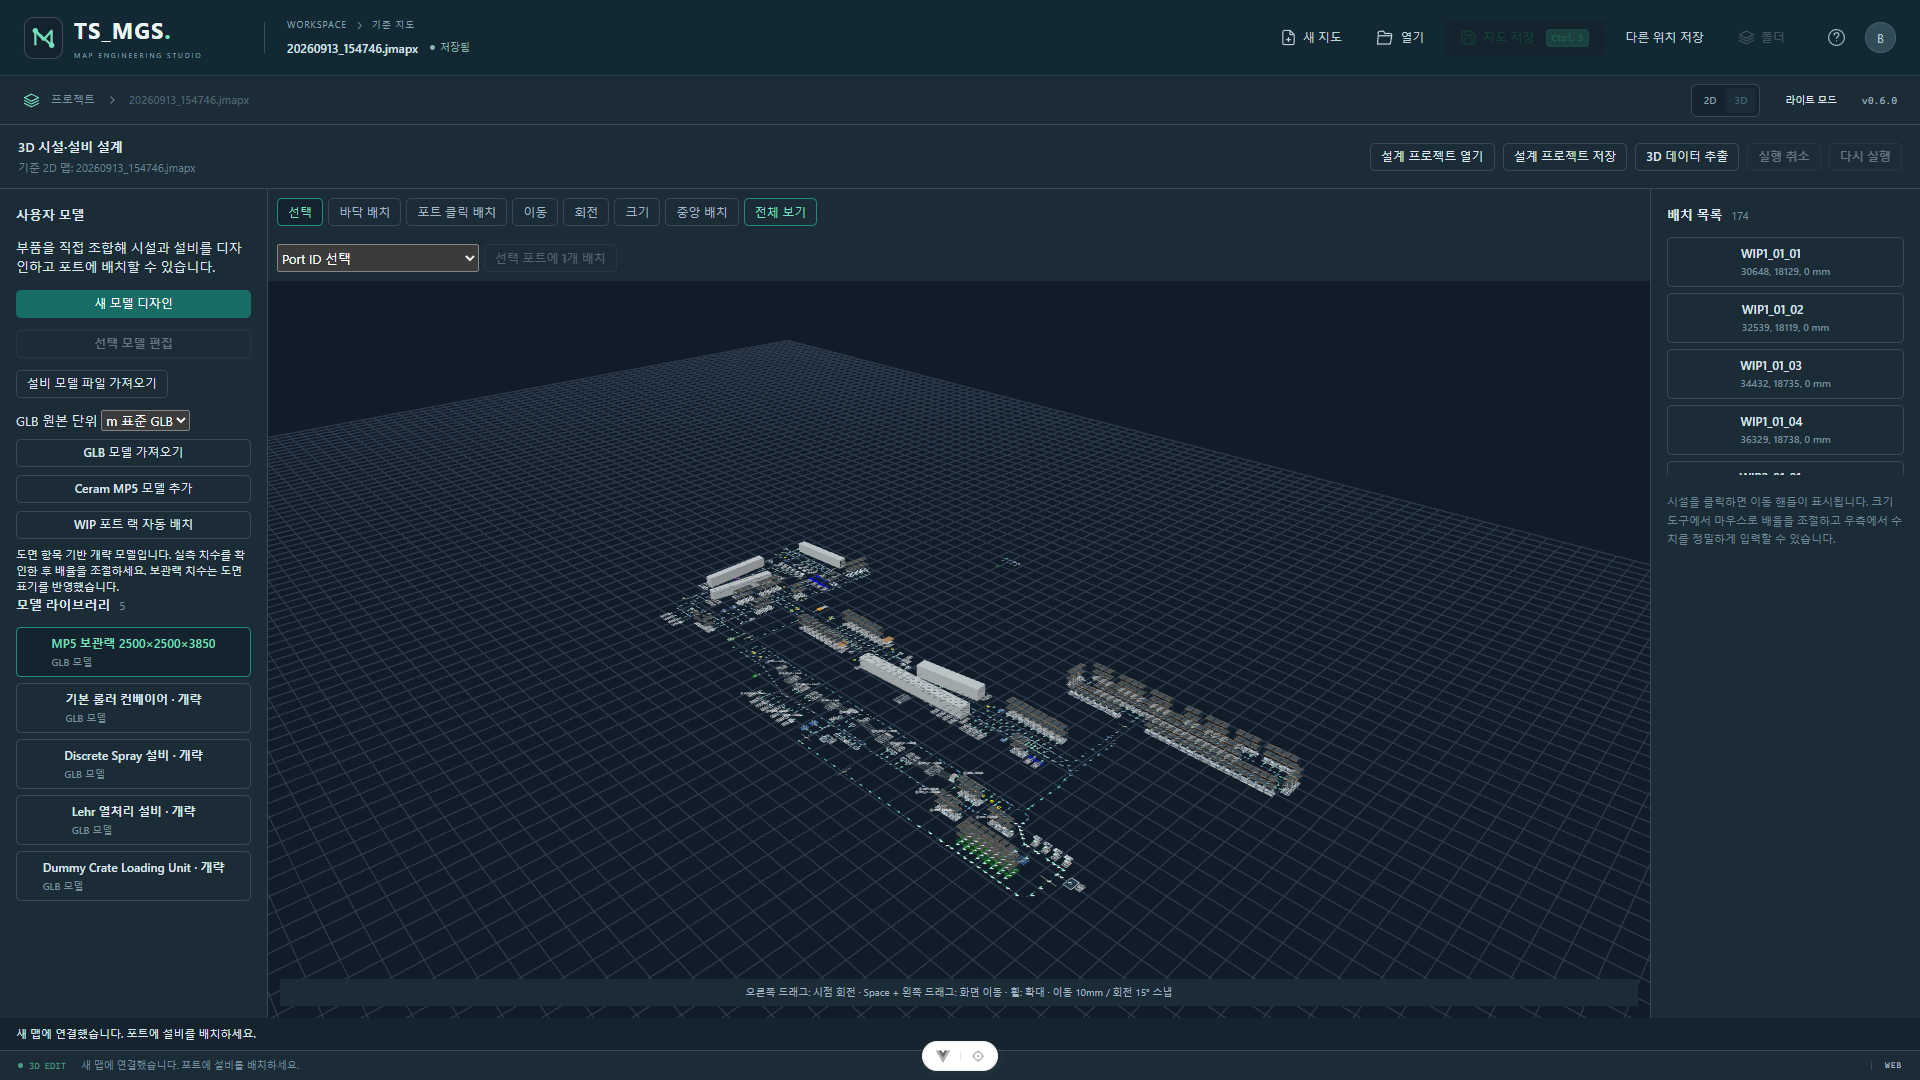 TS_MGS.
MAP ENGINEERING STUDIO
WORKSPACE > 기준 지도
20260913_154746.jmapx ● 저장됨
새 지도
열기
지도 저장 Ctrl S
다른 위치 저장
폴더
B
프로젝트 > 20260913_154746.jmapx
2D 3D
라이트 모드
v0.6.0
3D 시설·설비 설계
기준 2D 맵: 20260913_154746.jmapx
설계 프로젝트 열기
설계 프로젝트 저장
3D 데이터 추출
실행 취소
다시 실행
사용자 모델
부품을 직접 조합해 시설과 설비를 디자
인하고 포트에 배치할 수 있습니다.
새 모델 디자인
선택 모델 편집
설비 모델 파일 가져오기
GLB 원본 단위 m 표준 GLB
GLB 모델 가져오기
Ceram MP5 모델 추가
WIP 포트 랙 자동 배치
도면 항목 기반 개략 모델입니다. 실측 치수를 확
인한 후 배율을 조절하세요. 보관랙 치수는 도면
표기를 반영했습니다.
모델 라이브러리 5
MP5 보관랙 2500×2500×3850
GLB 모델
기본 롤러 컨베이어 · 개략
GLB 모델
Discrete Spray 설비 · 개략
GLB 모델
Lehr 열처리 설비 · 개략
GLB 모델
Dummy Crate Loading Unit · 개략
GLB 모델
선택
바닥 배치
포트 클릭 배치
이동
회전
크기
중앙 배치
전체 보기
Port ID 선택
선택 포트에 1개 배치
오른쪽 드래그: 시점 회전 · Space + 왼쪽 드래그: 화면 이동 · 휠: 확대 · 이동 10mm / 회전 15° 스냅
배치 목록 174
WIP1_01_01
30648, 18129, 0 mm
WIP1_01_02
32539, 18119, 0 mm
WIP1_01_03
34432, 18735, 0 mm
WIP1_01_04
36329, 18738, 0 mm
시설을 클릭하면 이동 핸들이 표시됩니다. 크기
도구에서 마우스로 배율을 조절하고 우측에서 수
치를 정밀하게 입력할 수 있습니다.
새 맵에 연결했습니다. 포트에 설비를 배치하세요.
● 3D EDIT 새 맵에 연결했습니다. 포트에 설비를 배치하세요.
WEB